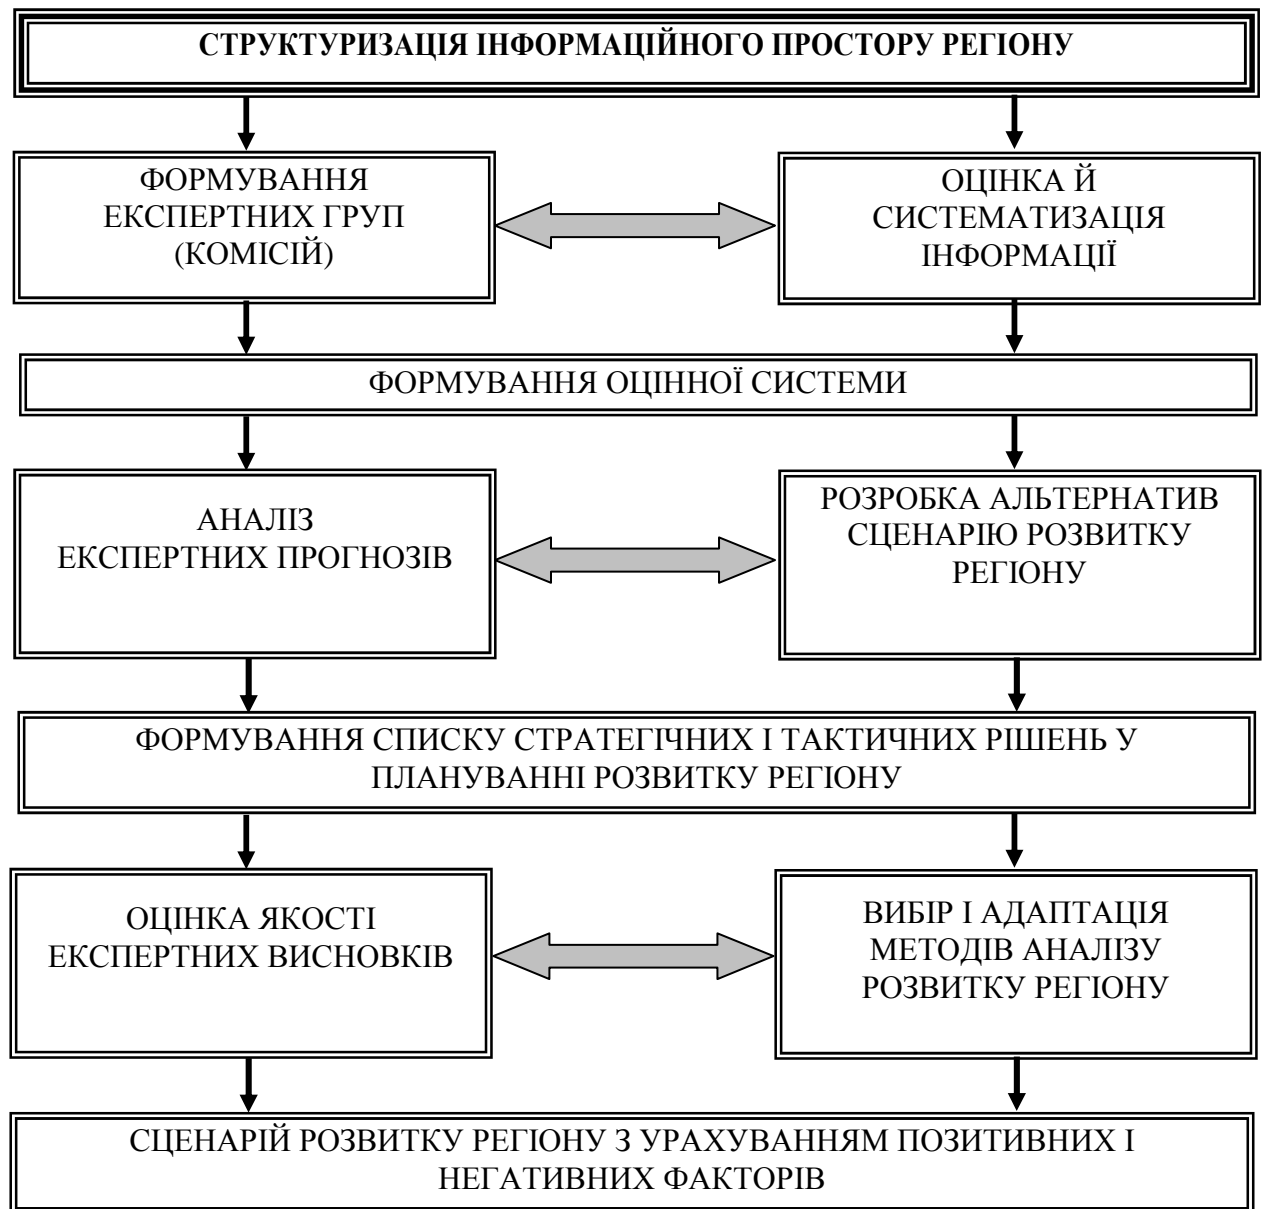 СТРУКТУРИЗАЦІЯ ІНФОРМАЦІЙНОГО ПРОСТОРУ РЕГІОНУ
ФОРМУВАННЯ
ЕКСПЕРТНИХ ГРУП
(КОМІСІЙ)
ОЦІНКА Й
СИСТЕМАТИЗАЦІЯ
ІНФОРМАЦІЇ
ФОРМУВАННЯ ОЦІННОЇ СИСТЕМИ
АНАЛІЗ
ЕКСПЕРТНИХ ПРОГНОЗІВ
РОЗРОБКА АЛЬТЕРНАТИВ
СЦЕНАРІЮ РОЗВИТКУ
РЕГІОНУ
ФОРМУВАННЯ СПИСКУ СТРАТЕГІЧНИХ І ТАКТИЧНИХ РІШЕНЬ У
ПЛАНУВАННІ РОЗВИТКУ РЕГІОНУ
ОЦІНКА ЯКОСТІ
ЕКСПЕРТНИХ ВИСНОВКІВ
ВИБІР І АДАПТАЦІЯ
МЕТОДІВ АНАЛІЗУ
РОЗВИТКУ РЕГІОНУ
СЦЕНАРІЙ РОЗВИТКУ РЕГІОНУ З УРАХУВАННЯМ ПОЗИТИВНИХ І
НЕГАТИВНИХ ФАКТОРІВ